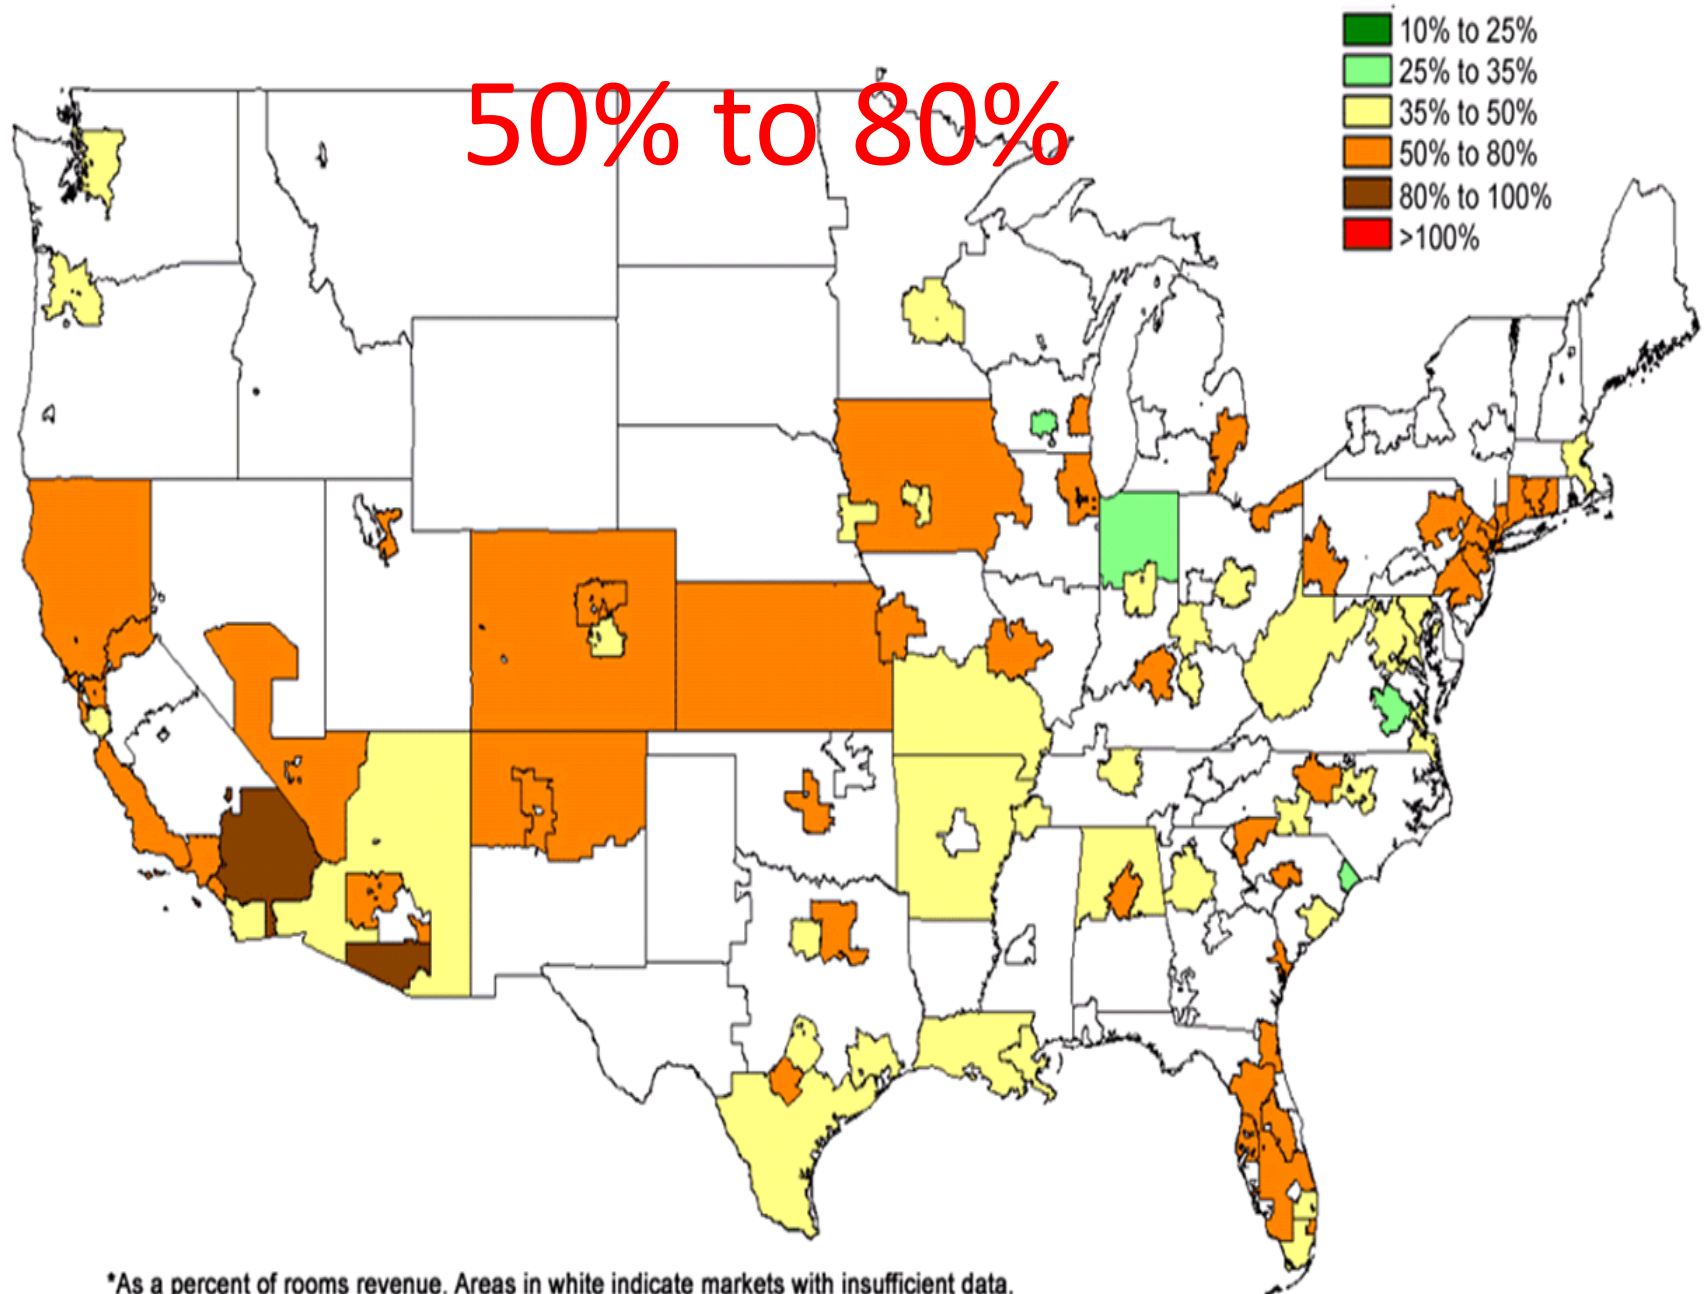 50% to 80%
10% to 25%
25% to 35%
35% to 50%
50% to 80%
80% to 100%
>100%
*As a percent of rooms revenue. Areas in white indicate markets with insufficient data.